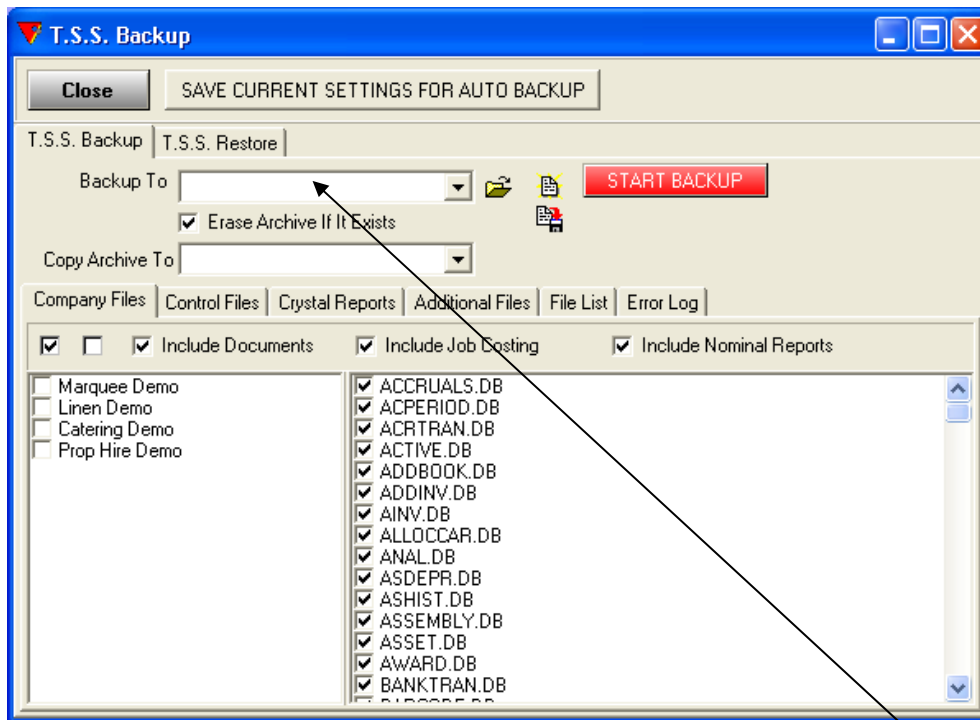 T.S.S. Backup
Close SAVE CURRENT SETTINGS FOR AUTO BACKUP
T.S.S. Backup T.S.S. Restore
Backup To START BACKUP
Erase Archive If It Exists
Copy Archive To
Company Files Control Files Crystal Reports Additional Files File List Error Log
Include Documents Include Job Costing Include Nominal Reports
Marquee Demo
Linen Demo
Catering Demo
Prop Hire Demo
ACCRUALS.DB
ACPERIOD.DB
ACRTRAN.DB
ACTIVE.DB
ADDBOOK.DB
ADDINV.DB
AINV.DB
ALLOCCAR.DB
ANAL.DB
ASDEPR.DB
ASHIST.DB
ASSEMBLY.DB
ASSET.DB
AWARD.DB
BANKTRAN.DB